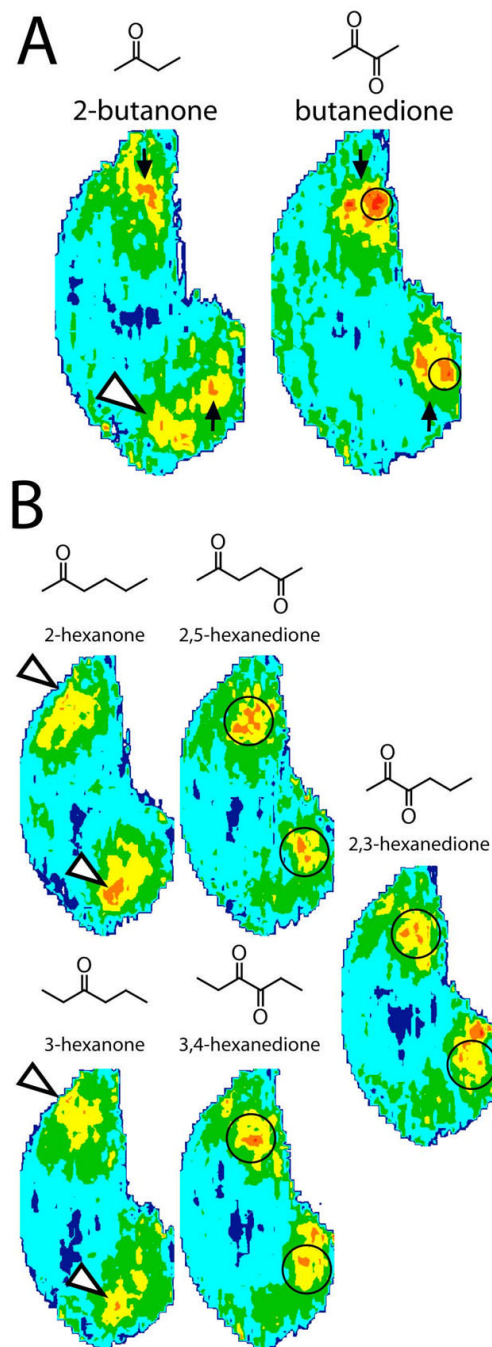 A
O
O
O
2-butanone
butanedione
B
O
O
O
2-hexanone
2,5-hexanedione
O
O
2,3-hexanedione
O
O
O
3-hexanone
3,4-hexanedione